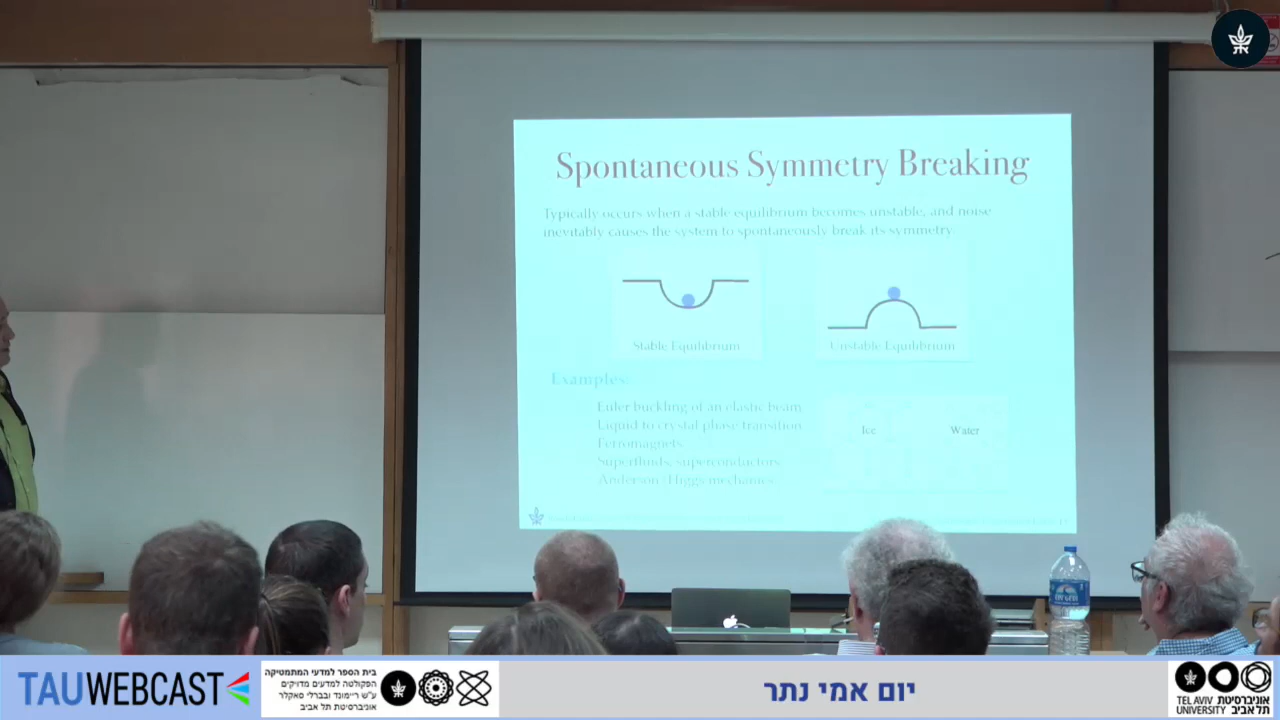 Spontaneous Symmetry Breaking
Typically occurs when a stable equilibrium becomes unstable, and noise
inevitably causes the system to spontaneously break its symmetry.
Stable Equilibrium
Unstable Equilibrium
Examples:
Euler buckling of an elastic beam
Liquid to crystal phase transition
Ferromagnets
Superfluids, superconductors
Anderson/Higgs mechanics
Ice
Water
TAUWEBCAST
בית הספר למדעי המתמטיקה
הפקולטה למדעים מדויקים
ע"ש ריימונד ובברלי סאקלר
אוניברסיטת תל אביב
יום אמי נתר
TEL AVIV אוניברסיטת
UNIVERSITY תל אביב